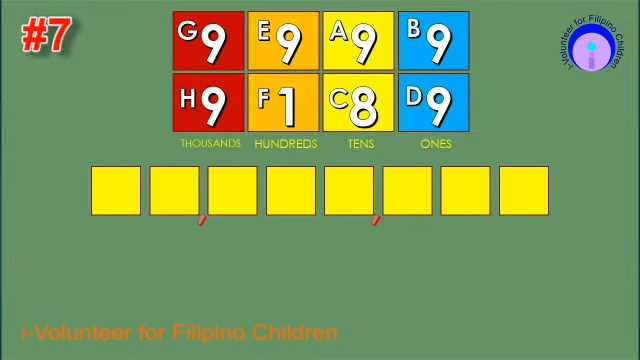 #7
G9 E9 A9 B9
i-Volunteer for Filipino Children
H9 F1 C8 D9
THOUSANDS HUNDREDS TENS ONES
, ,
i-Volunteer for Filipino Children